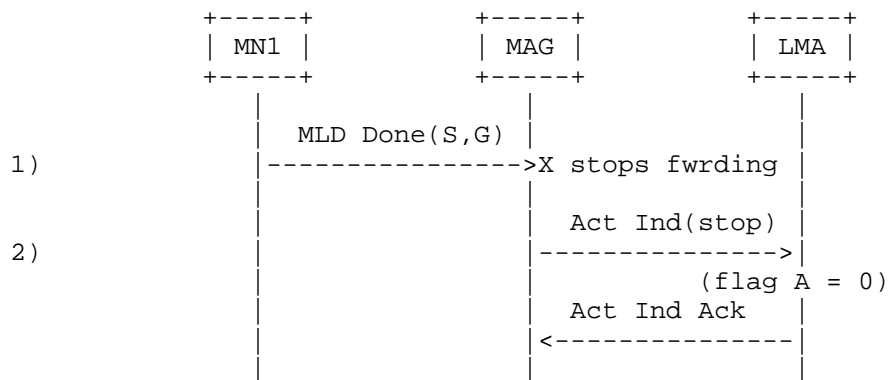 MN1 MAG LMA
MLD Done(S,G)
1) X stops fwrding
Act Ind(stop)
2)
(flag A = 0)
Act Ind Ack